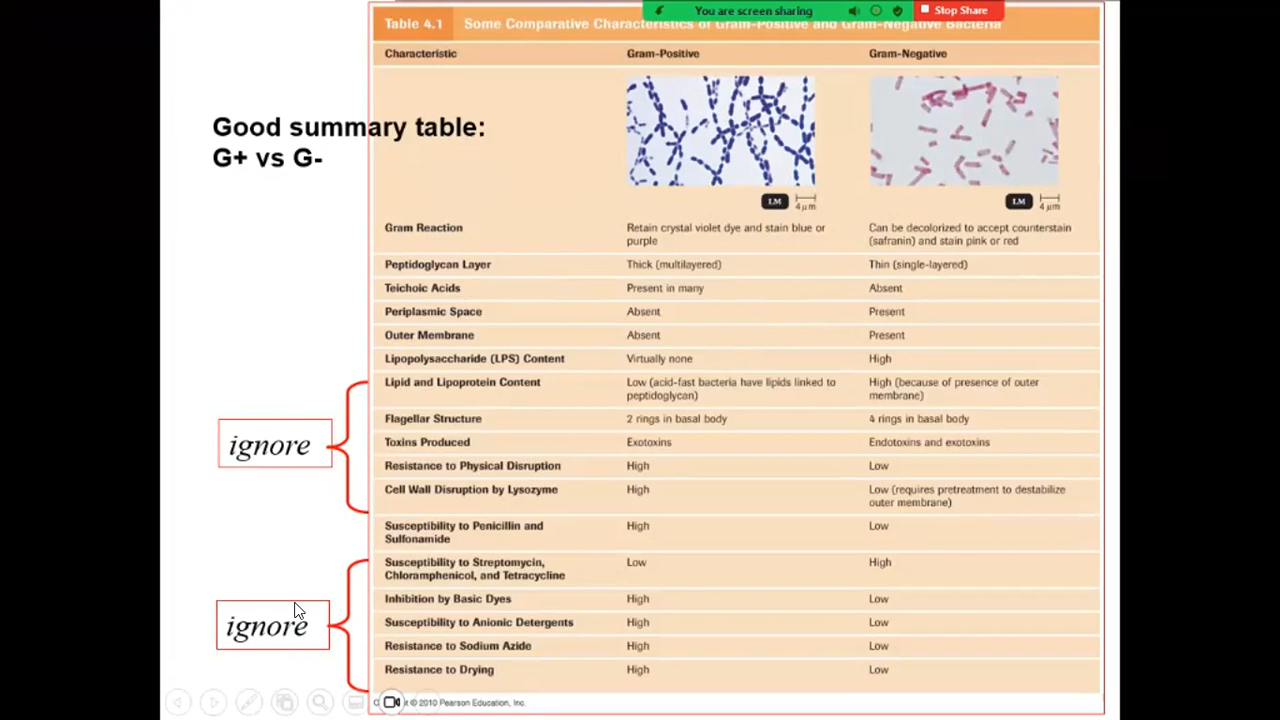 You are screen sharing
Stop Share
Table 4.1 Some Comparative Characteristics of Gram-Positive and Gram-Negative Bacteria
Characteristic Gram-Positive Gram-Negative
Good summary table:
G+ vs G-
LM 4 μm LM 4 μm
Gram Reaction Retain crystal violet dye and stain blue or Can be decolorized to accept counterstain
purple (safranin) and stain pink or red
Peptidoglycan Layer Thick (multilayered) Thin (single-layered)
Teichoic Acids Present in many Absent
Periplasmic Space Absent Present
Outer Membrane Absent Present
Lipopolysaccharide (LPS) Content Virtually none High
Lipid and Lipoprotein Content Low (acid-fast bacteria have lipids linked to High (because of presence of outer
peptidoglycan) membrane)
Flagellar Structure 2 rings in basal body 4 rings in basal body
ignore
Toxins Produced Exotoxins Endotoxins and exotoxins
Resistance to Physical Disruption High Low
Cell Wall Disruption by Lysozyme High Low (requires pretreatment to destabilize
outer membrane)
Susceptibility to Penicillin and High Low
Sulfonamide
Susceptibility to Streptomycin, Low High
Chloramphenicol, and Tetracycline
Inhibition by Basic Dyes High Low
ignore
Susceptibility to Anionic Detergents High Low
Resistance to Sodium Azide High Low
Resistance to Drying High Low
© 2010 Pearson Education, Inc.